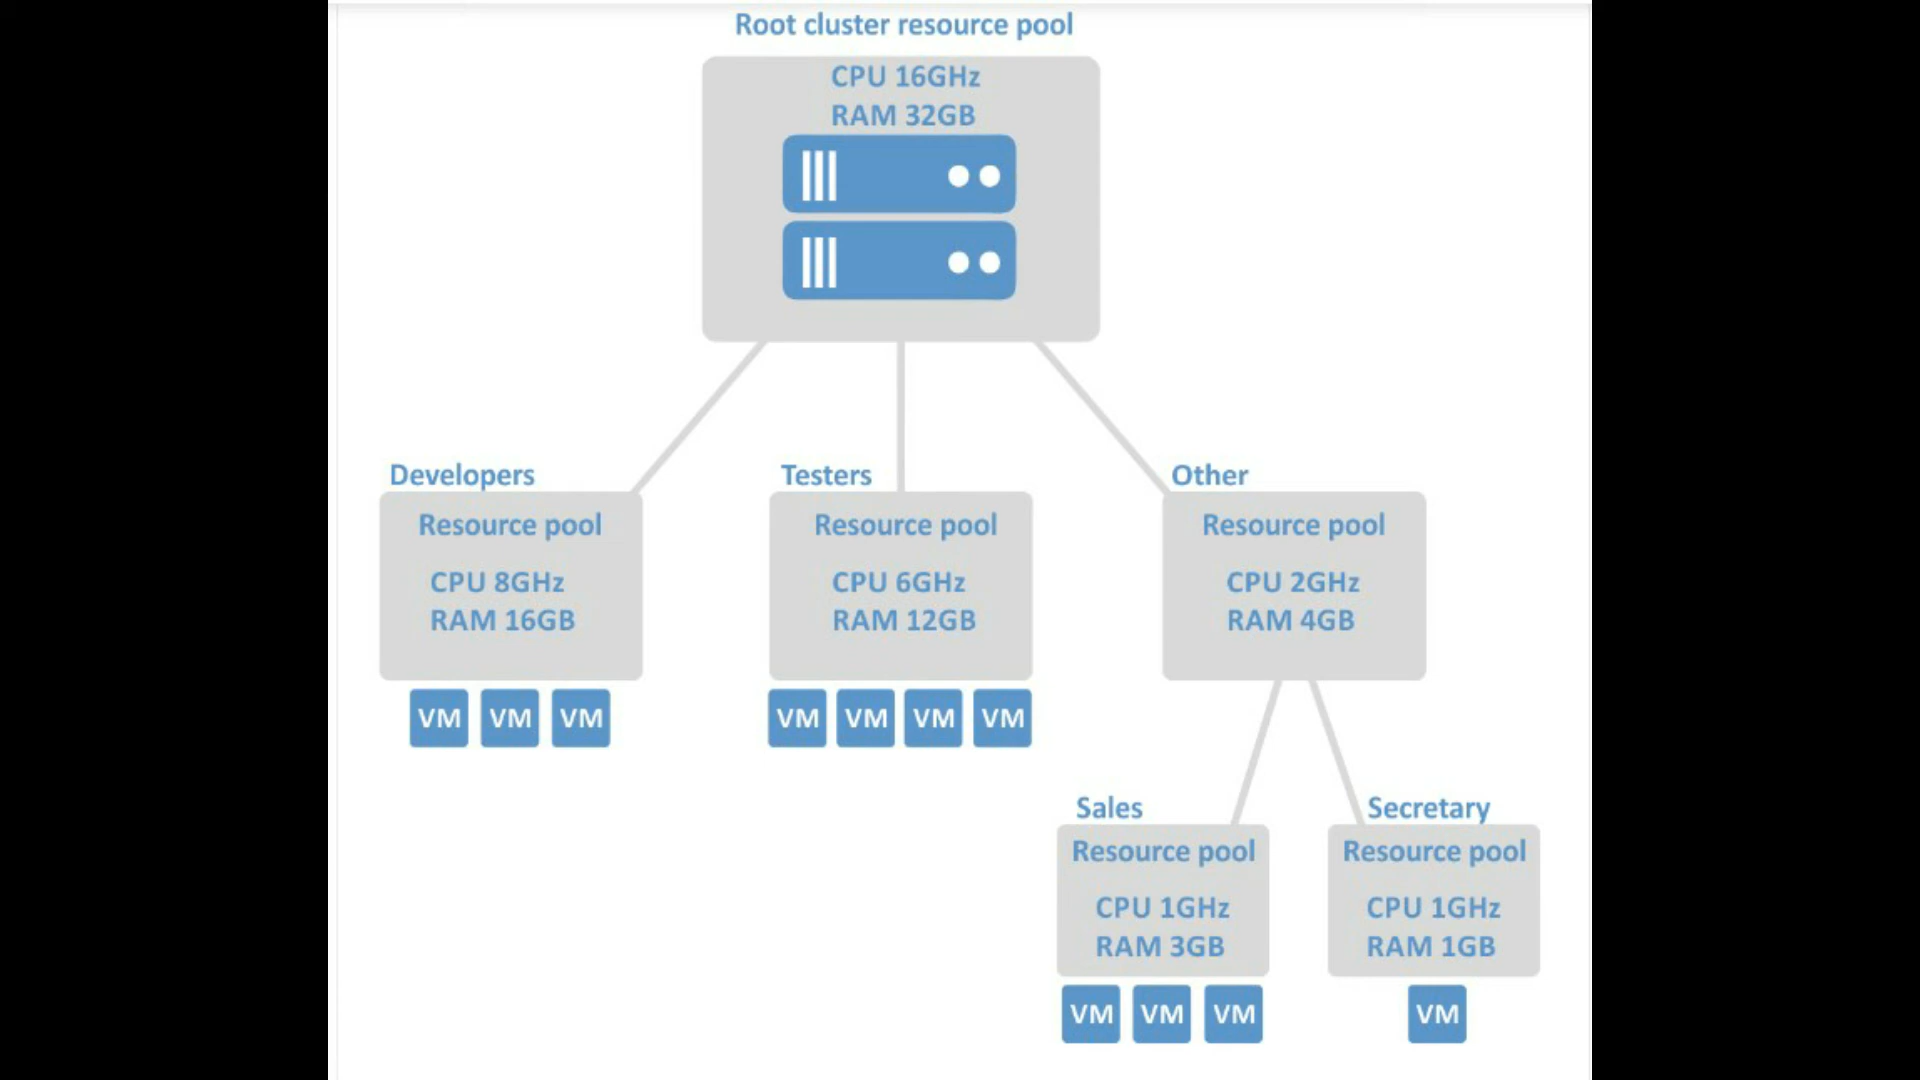 Root cluster resource pool
CPU 16GHz
RAM 32GB
Developers
Resource pool
CPU 8GHz
RAM 16GB
VM VM VM
Testers
Resource pool
CPU 6GHz
RAM 12GB
VM VM VM VM
Other
Resource pool
CPU 2GHz
RAM 4GB
Sales
Resource pool
CPU 1GHz
RAM 3GB
VM VM VM
Secretary
Resource pool
CPU 1GHz
RAM 1GB
VM